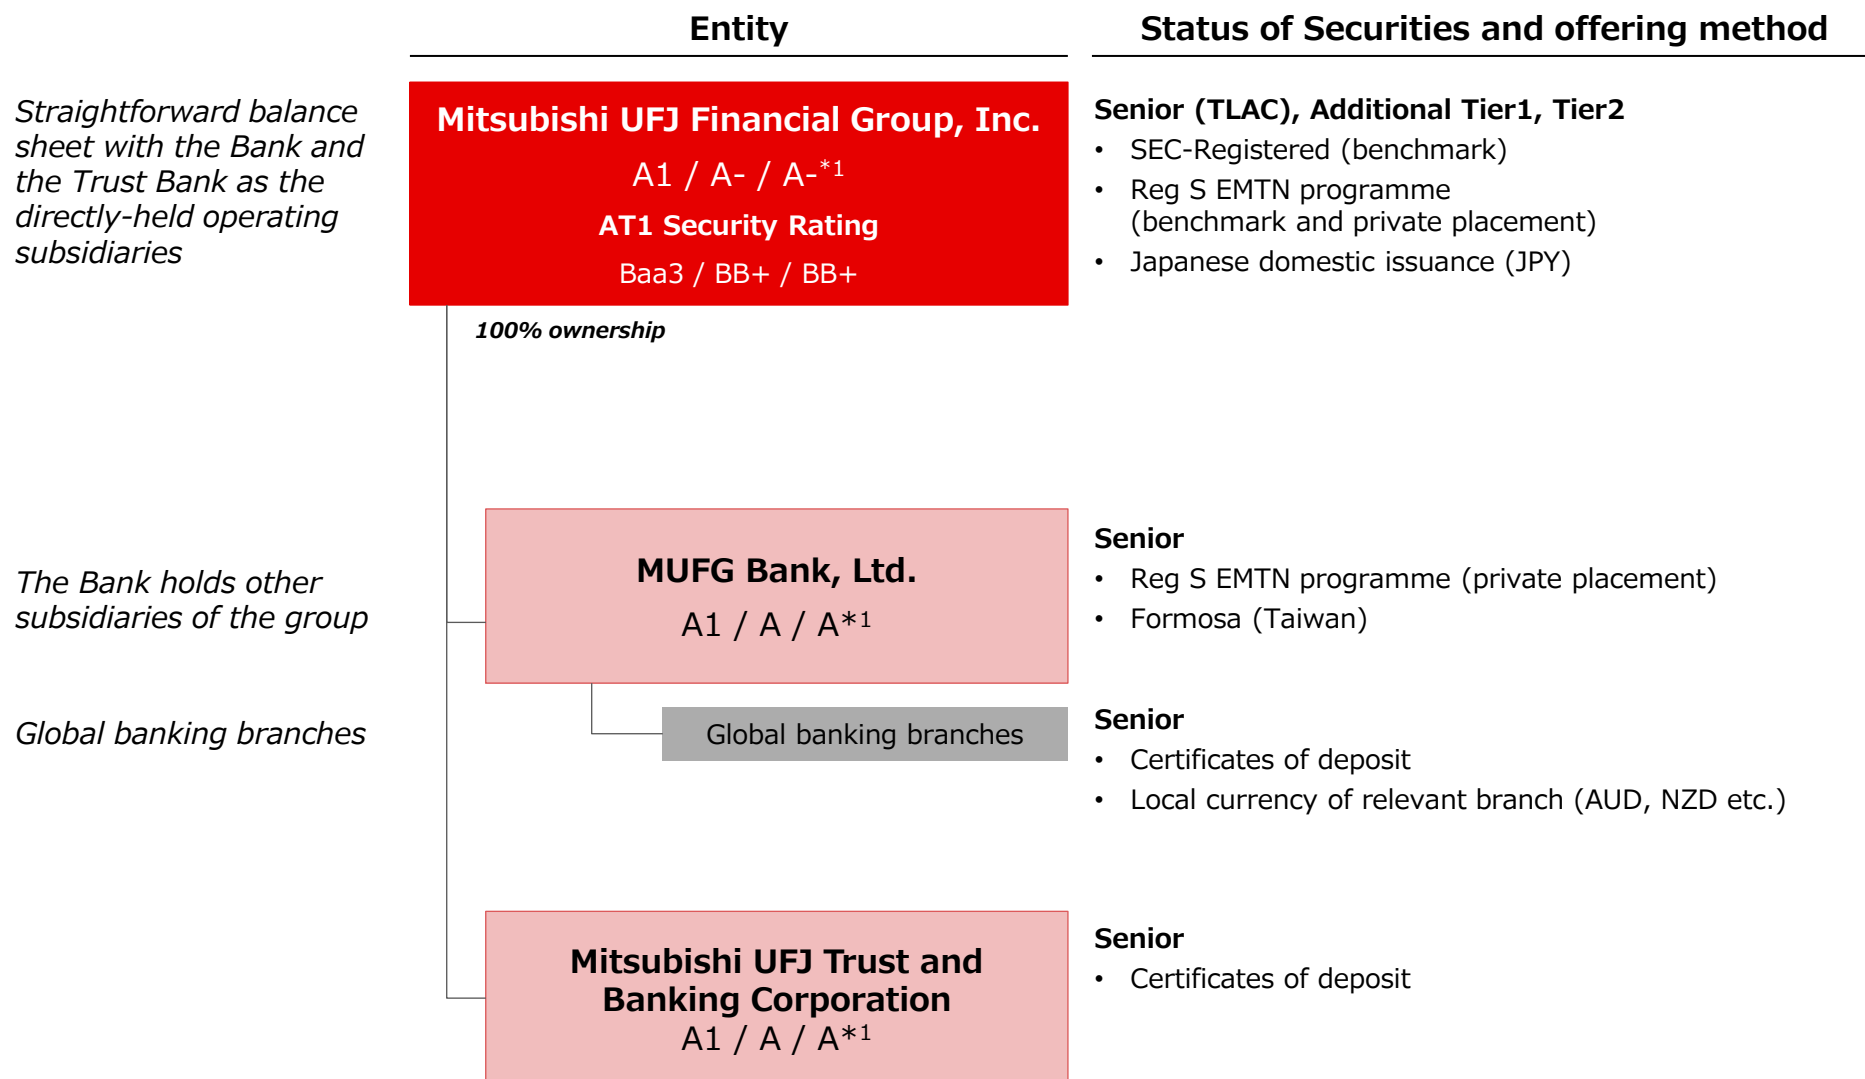 Entity
Status of Securities and offering method
Straightforward balance
sheet with the Bank and
the Trust Bank as the
directly-held operating
subsidiaries
Mitsubishi UFJ Financial Group, Inc.
A1 / A- / A-*1
AT1 Security Rating
Baa3 / BB+ / BB+
Senior (TLAC), Additional Tier1, Tier2
• SEC-Registered (benchmark)
• Reg S EMTN programme
(benchmark and private placement)
• Japanese domestic issuance (JPY)
100% ownership
The Bank holds other
subsidiaries of the group
MUFG Bank, Ltd.
A1 / A / A*1
Senior
• Reg S EMTN programme (private placement)
• Formosa (Taiwan)
Global banking branches
Global banking branches
Senior
• Certificates of deposit
• Local currency of relevant branch (AUD, NZD etc.)
Mitsubishi UFJ Trust and
Banking Corporation
A1 / A / A*1
Senior
• Certificates of deposit